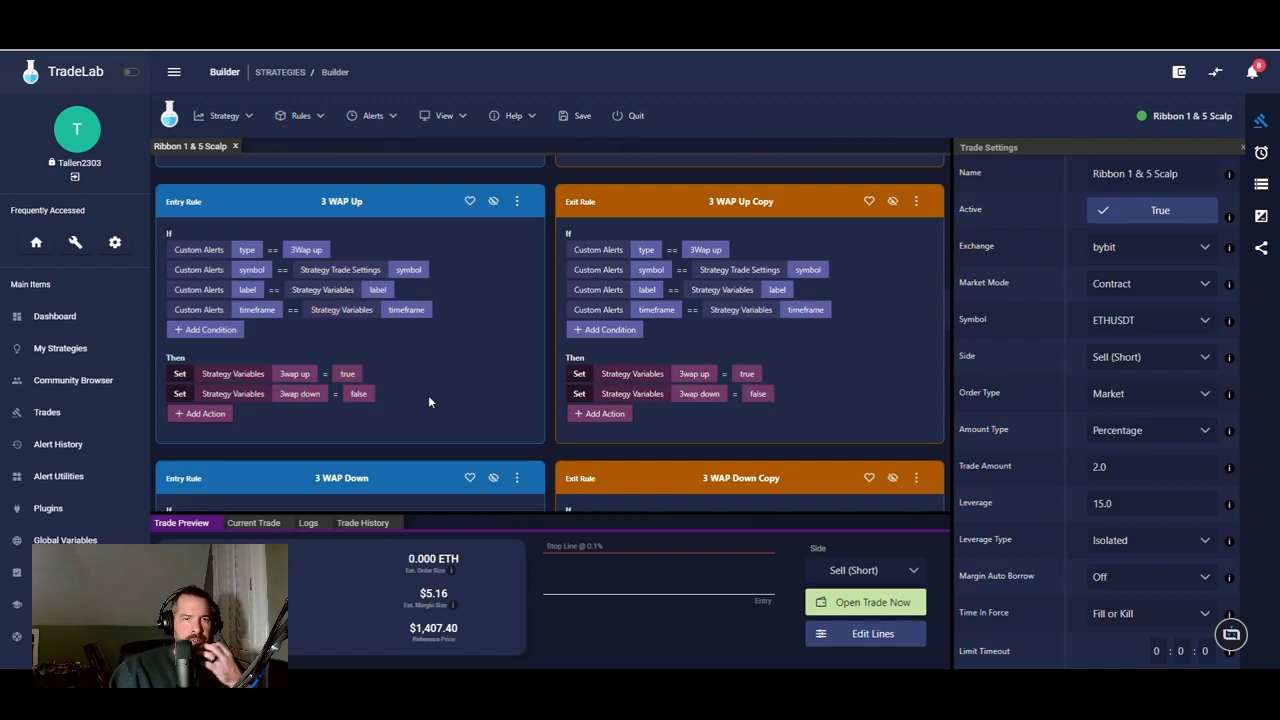 TradeLab
T
Tallen2303
Frequently Accessed
Main Items
Dashboard
My Strategies
Community Browser
Trades
Alert History
Alert Utilities
Plugins
Global Variables
Builder STRATEGIES / Builder
8
Strategy Rules Alerts View Help Save Quit
Ribbon 1 & 5 Scalp
Ribbon 1 & 5 Scalp ×
Entry Rule 3 WAP Up
If
Custom Alerts type == 3Wap up
Custom Alerts symbol == Strategy Trade Settings symbol
Custom Alerts label == Strategy Variables label
Custom Alerts timeframe == Strategy Variables timeframe
+ Add Condition
Then
Set Strategy Variables 3wap up = true
Set Strategy Variables 3wap down = false
+ Add Action
Exit Rule 3 WAP Up Copy
If
Custom Alerts type == 3Wap up
Custom Alerts symbol == Strategy Trade Settings symbol
Custom Alerts label == Strategy Variables label
Custom Alerts timeframe == Strategy Variables timeframe
+ Add Condition
Then
Set Strategy Variables 3wap up = true
Set Strategy Variables 3wap down = false
+ Add Action
Entry Rule 3 WAP Down
If
Exit Rule 3 WAP Down Copy
If
Trade Preview Current Trade Logs Trade History
0.000 ETH
Est. Order Size
$5.16
Est. Margin Size
$1,407.40
Reference Price
Stop Line @ 0.1%
Entry
Side
Sell (Short)
Open Trade Now
Edit Lines
Trade Settings
Name Ribbon 1 & 5 Scalp
Active True
Exchange bybit
Market Mode Contract
Symbol ETHUSDT
Side Sell (Short)
Order Type Market
Amount Type Percentage
Trade Amount 2.0
Leverage 15.0
Leverage Type Isolated
Margin Auto Borrow Off
Time In Force Fill or Kill
Limit Timeout 0 : 0 : 0